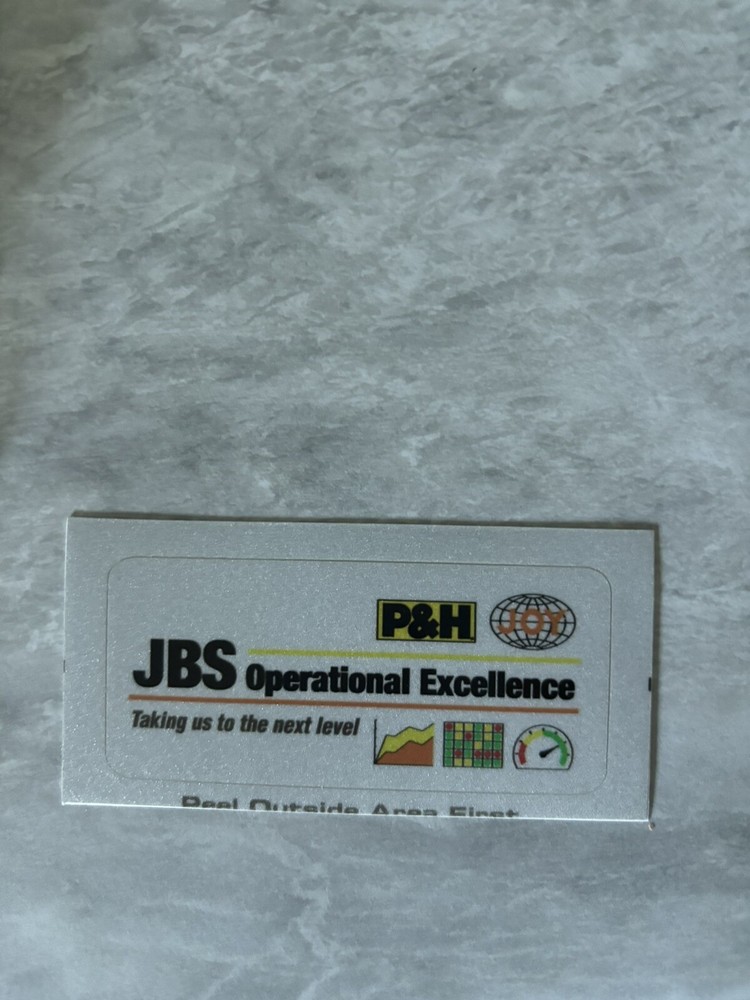 P&H JOY
JBS Operational Excellence
Taking us to the next level
Peel Outside Area First